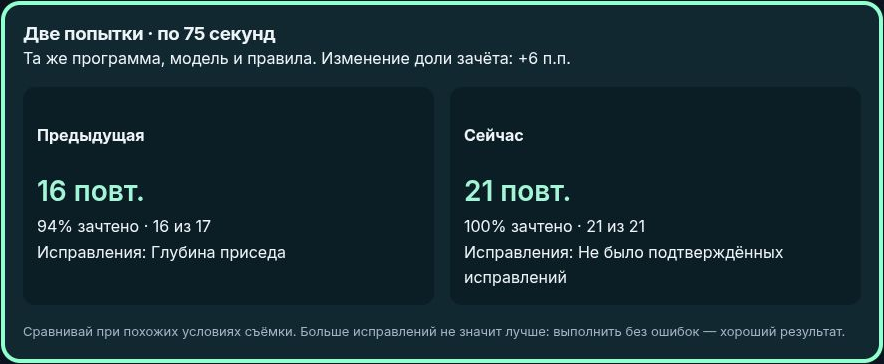 Две попытки · по 75 секунд
Та же программа, модель и правила. Изменение доли зачёта: +6 п.п.
Предыдущая
16 повт.
94% зачтено · 16 из 17
Исправления: Глубина приседа
Сейчас
21 повт.
100% зачтено · 21 из 21
Исправления: Не было подтверждённых
исправлений
Сравнивай при похожих условиях съёмки. Больше исправлений не значит лучше: выполнить без ошибок — хороший результат.